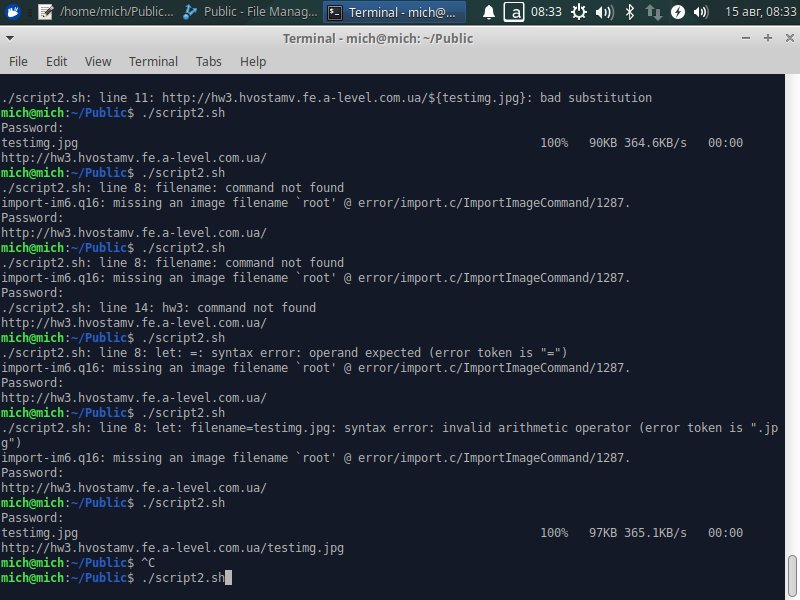 /home/mich/Public... Public - File Manag... Terminal - mich@... a 08:33 15 авг, 08:33
Terminal - mich@mich: ~/Public
File Edit View Terminal Tabs Help
./script2.sh: line 11: http://hw3.hvostamv.fe.a-level.com.ua/${testimg.jpg}: bad substitution
mich@mich:~/Public$ ./script2.sh
Password:
testimg.jpg 100% 90KB 364.6KB/s 00:00
http://hw3.hvostamv.fe.a-level.com.ua/
mich@mich:~/Public$ ./script2.sh
./script2.sh: line 8: filename: command not found
import-im6.q16: missing an image filename `root' @ error/import.c/ImportImageCommand/1287.
Password:
http://hw3.hvostamv.fe.a-level.com.ua/
mich@mich:~/Public$ ./script2.sh
./script2.sh: line 8: filename: command not found
import-im6.q16: missing an image filename `root' @ error/import.c/ImportImageCommand/1287.
Password:
./script2.sh: line 14: hw3: command not found
http://hw3.hvostamv.fe.a-level.com.ua/
mich@mich:~/Public$ ./script2.sh
./script2.sh: line 8: let: =: syntax error: operand expected (error token is "=")
import-im6.q16: missing an image filename `root' @ error/import.c/ImportImageCommand/1287.
Password:
http://hw3.hvostamv.fe.a-level.com.ua/
mich@mich:~/Public$ ./script2.sh
./script2.sh: line 8: let: filename=testimg.jpg: syntax error: invalid arithmetic operator (error token is ".jp
g")
import-im6.q16: missing an image filename `root' @ error/import.c/ImportImageCommand/1287.
Password:
http://hw3.hvostamv.fe.a-level.com.ua/
mich@mich:~/Public$ ./script2.sh
Password:
testimg.jpg 100% 97KB 365.1KB/s 00:00
http://hw3.hvostamv.fe.a-level.com.ua/testimg.jpg
mich@mich:~/Public$ ^C
mich@mich:~/Public$ ./script2.sh